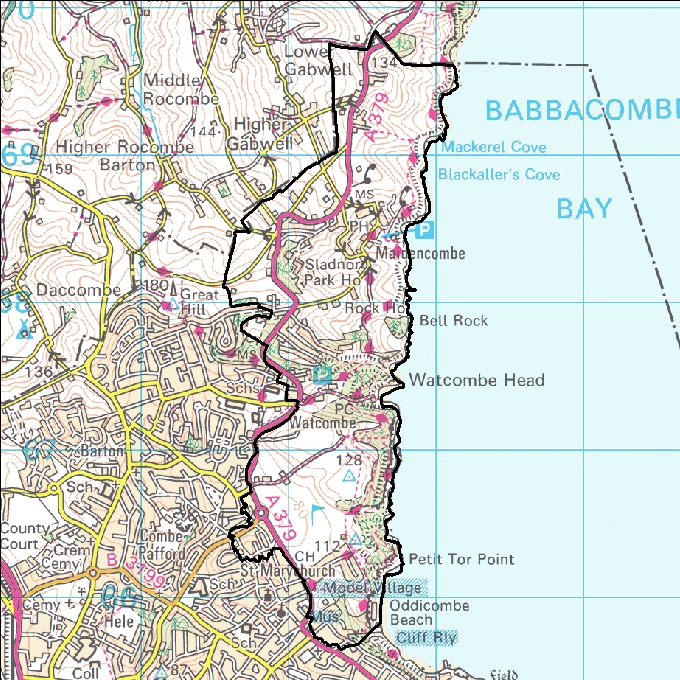 70
Lower
Gabwell
134
Middle
Rocombe
A 379
BABBACOMBE
Higher
Gabwell
144
Higher Rocombe
Barton
Mackerel Cove
69
159
Blackaller's Cove
MS
BAY
PH
P
Maidencombe
Sladnor
Park Ho
Daccombe
180
Great
Hill
Rock Ho
Bell Rock
MS
136
P
Sch
Watcombe Head
PC
Watcombe
67
Barton
128
Sch
A 379
County
Court
Combe
Pafford
112
Crem
Cemy
CH
Petit Tor Point
B 3199
Sch
St Marychurch
Model Village
Cemy
66
Oddicombe
Beach
Hele
Mus
Cliff Rly
Sch
Coll
8
field